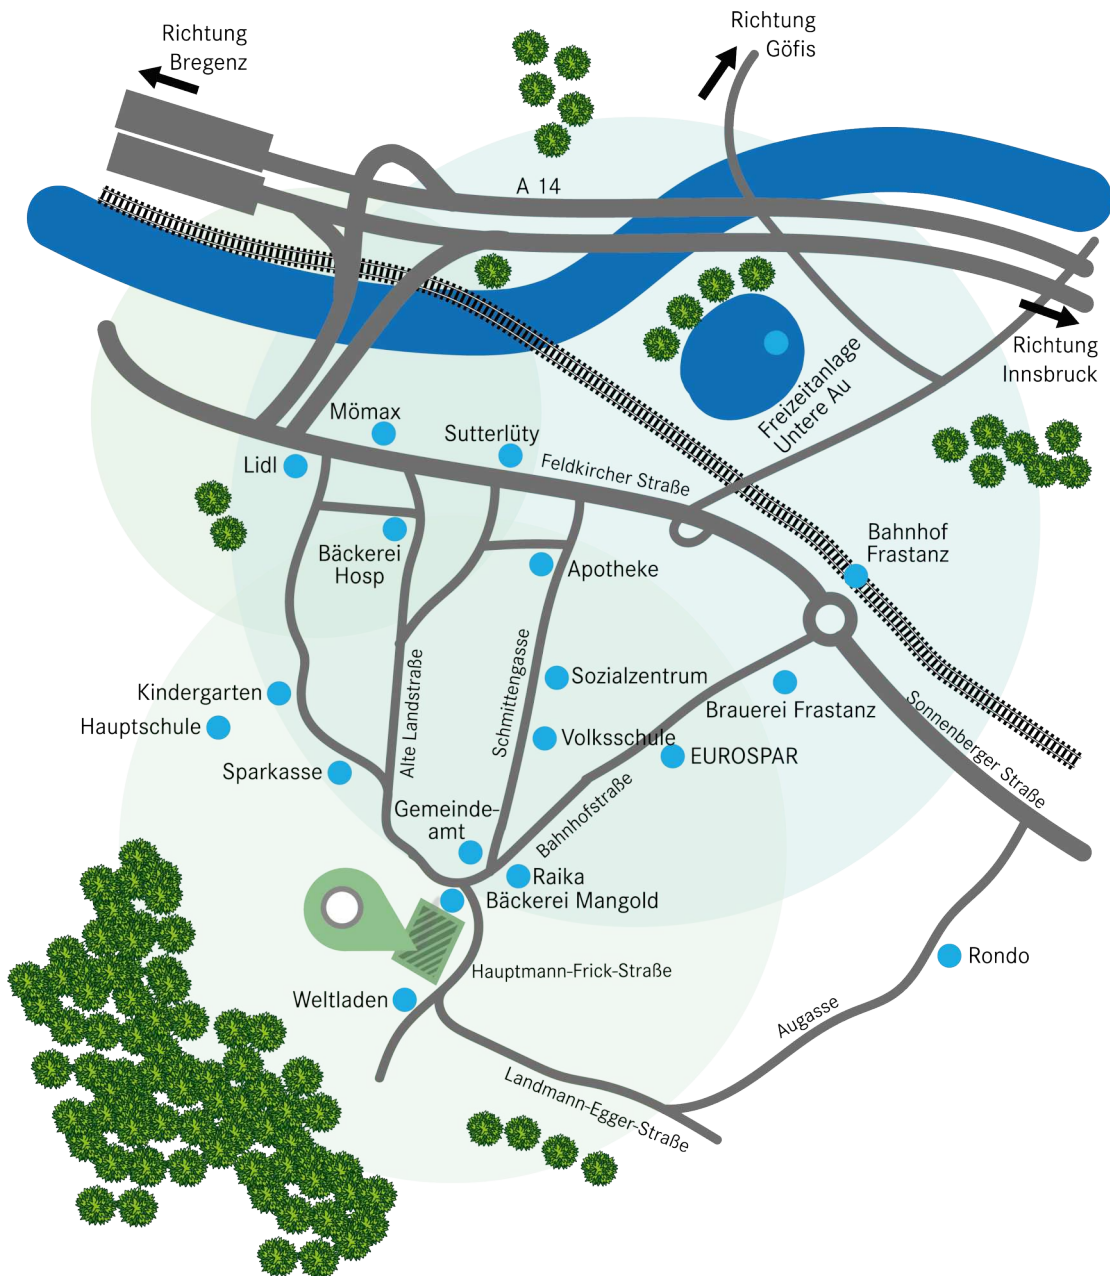 Richtung
Göfis
Richtung
Bregenz
A 14
Richtung
Innsbruck
Freizeitanlage
Untere Au
Mömax
Sutterlüty
Lidl
Feldkircher Straße
Bäckerei
Hosp
Apotheke
Bahnhof
Frastanz
Kindergarten
Hauptschule
Sparkasse
Alte Landstraße
Schmittengasse
Sozialzentrum
Volksschule
Brauerei Frastanz
EUROSPAR
Sonnenberger Straße
Gemeinde-
amt
Bahnhofstraße
Raika
Bäckerei Mangold
Hauptmann-Frick-Straße
Weltladen
Rondo
Augasse
Landmann-Egger-Straße